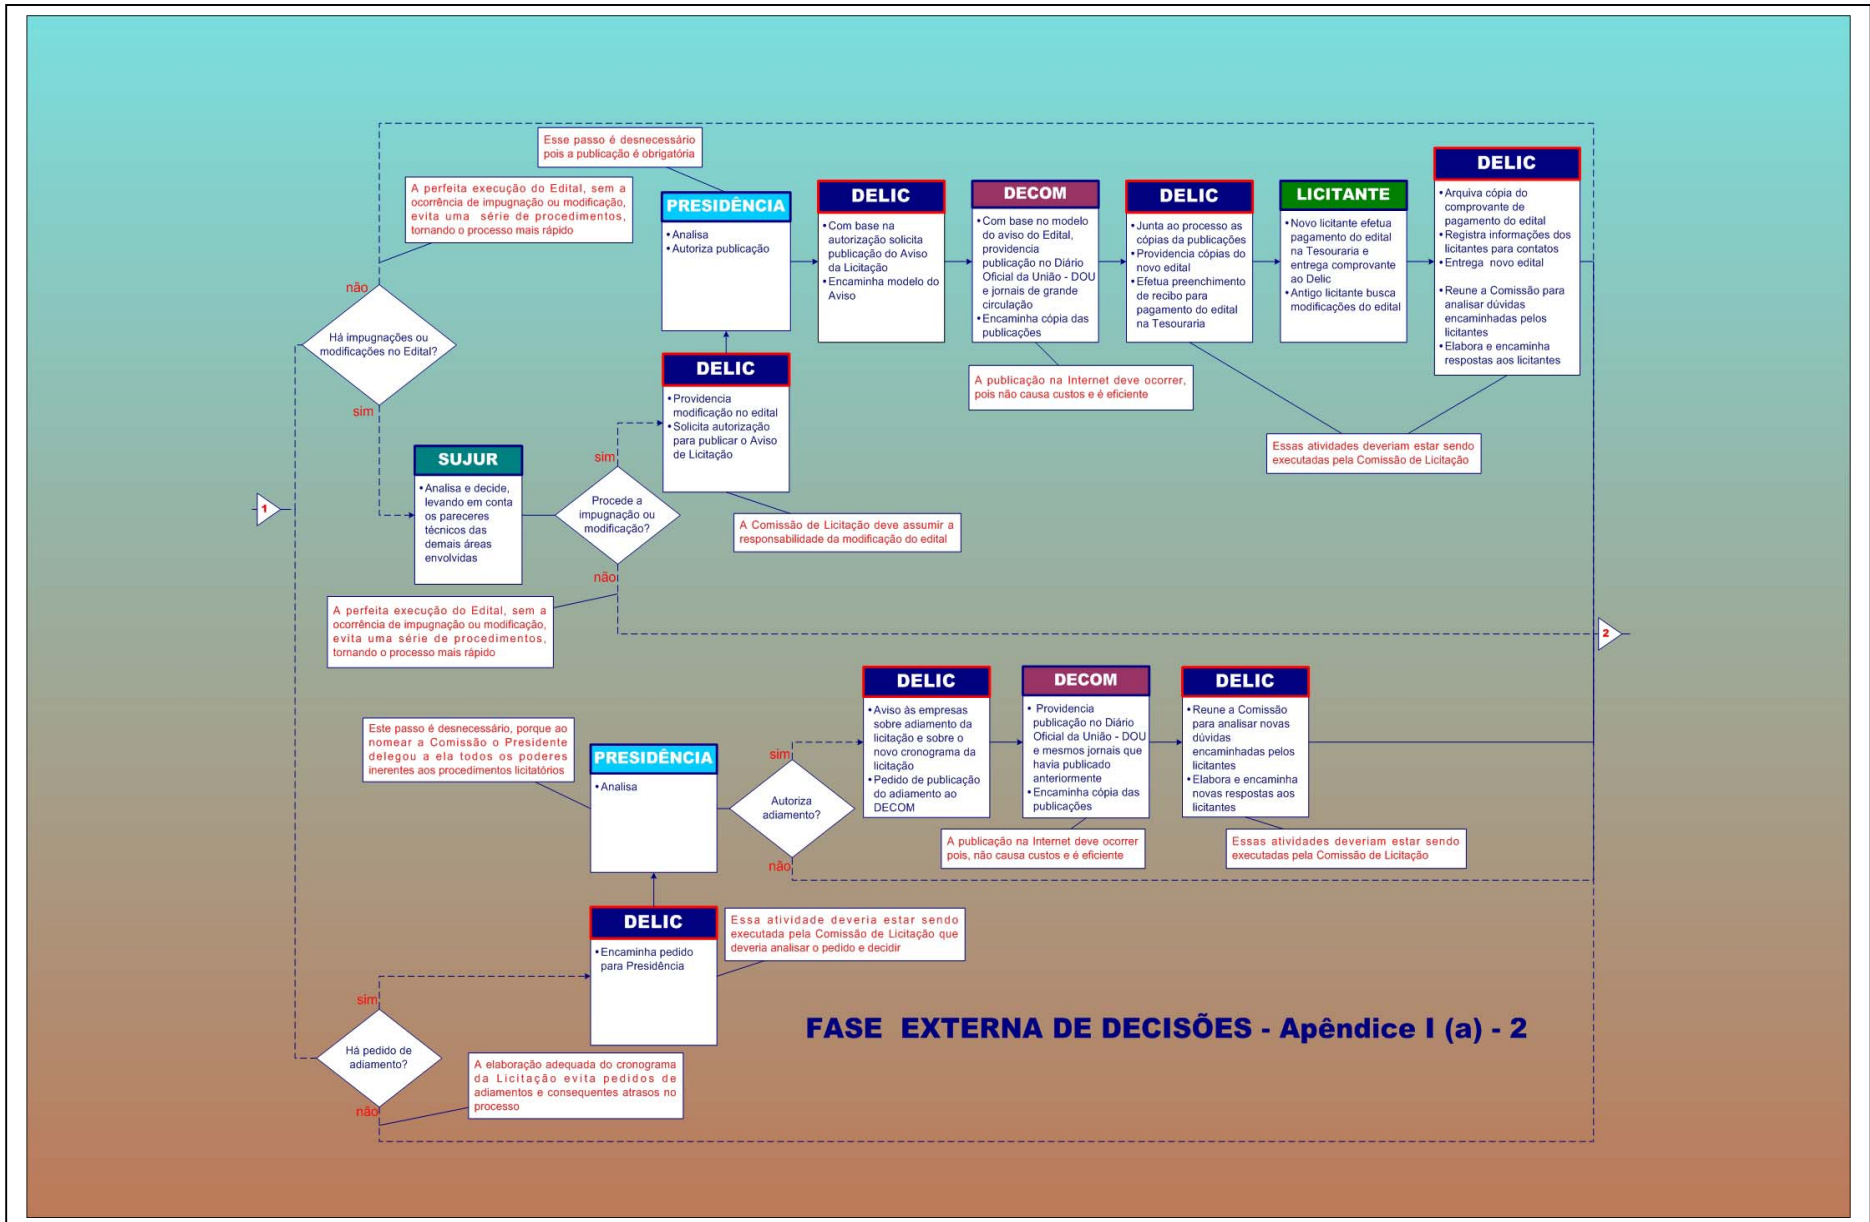 Esse passo é desnecessário
pois a publicação é obrigatória
A perfeita execução do Edital, sem a
ocorrência de impugnação ou modificação,
evita uma série de procedimentos,
tornando o processo mais rápido
não
Há impugnações ou
modificações no Edital?
sim
1
SUJUR
• Analisa e decide,
levando em conta
os pareceres
técnicos das
demais áreas
envolvidas
Procede a
impugnação ou
modificação?
sim
não
A perfeita execução do Edital, sem a
ocorrência de impugnação ou modificação,
evita uma série de procedimentos,
tornando o processo mais rápido
DELIC
• Providencia
modificação no edital
• Solicita autorização
para publicar o Aviso
de Licitação
A Comissão de Licitação deve assumir a
responsabilidade da modificação do edital
PRESIDÊNCIA
• Analisa
• Autoriza publicação
DELIC
• Com base na
autorização solicita
publicação do Aviso
da Licitação
• Encaminha modelo do
Aviso
DECOM
• Com base no modelo
do aviso do Edital,
providencia
publicação no Diário
Oficial da União - DOU
e jornais de grande
circulação
• Encaminha cópia das
publicações
A publicação na Internet deve ocorrer,
pois não causa custos e é eficiente
DELIC
• Junta ao processo as
cópias da publicações
• Providencia cópias do
novo edital
• Efetua preenchimento
de recibo para
pagamento do edital
na Tesouraria
LICITANTE
• Novo licitante efetua
pagamento do edital
na Tesouraria e
entrega comprovante
ao Delic
• Antigo licitante busca
modificações do edital
DELIC
• Arquiva cópia do
comprovante de
pagamento do edital
• Registra informações dos
licitantes para contatos
• Entrega novo edital
• Reune a Comissão para
analisar dúvidas
encaminhadas pelos
licitantes
• Elabora e encaminha
respostas aos licitantes
Essas atividades deveriam estar sendo
executadas pela Comissão de Licitação
2
Este passo é desnecessário, porque ao
nomear a Comissão o Presidente
delegou a ela todos os poderes
inerentes aos procedimentos licitatórios
PRESIDÊNCIA
• Analisa
sim
Autoriza
adiamento?
não
DELIC
• Aviso às empresas
sobre adiamento da
licitação e sobre o
novo cronograma da
licitação
• Pedido de publicação
do adiamento ao
DECOM
DECOM
• Providencia
publicação no Diário
Oficial da União - DOU
e mesmos jornais que
havia publicado
anteriormente
• Encaminha cópia das
publicações
A publicação na Internet deve ocorrer
pois, não causa custos e é eficiente
DELIC
• Reune a Comissão
para analisar novas
dúvidas
encaminhadas pelos
licitantes
• Elabora e encaminha
novas respostas aos
licitantes
Essas atividades deveriam estar sendo
executadas pela Comissão de Licitação
DELIC
• Encaminha pedido
para Presidência
Essa atividade deveria estar sendo
executada pela Comissão de Licitação que
deveria analisar o pedido e decidir
sim
Há pedido de
adiamento?
não
A elaboração adequada do cronograma
da Licitação evita pedidos de
adiamentos e consequentes atrasos no
processo
FASE EXTERNA DE DECISÕES - Apêndice I (a) - 2